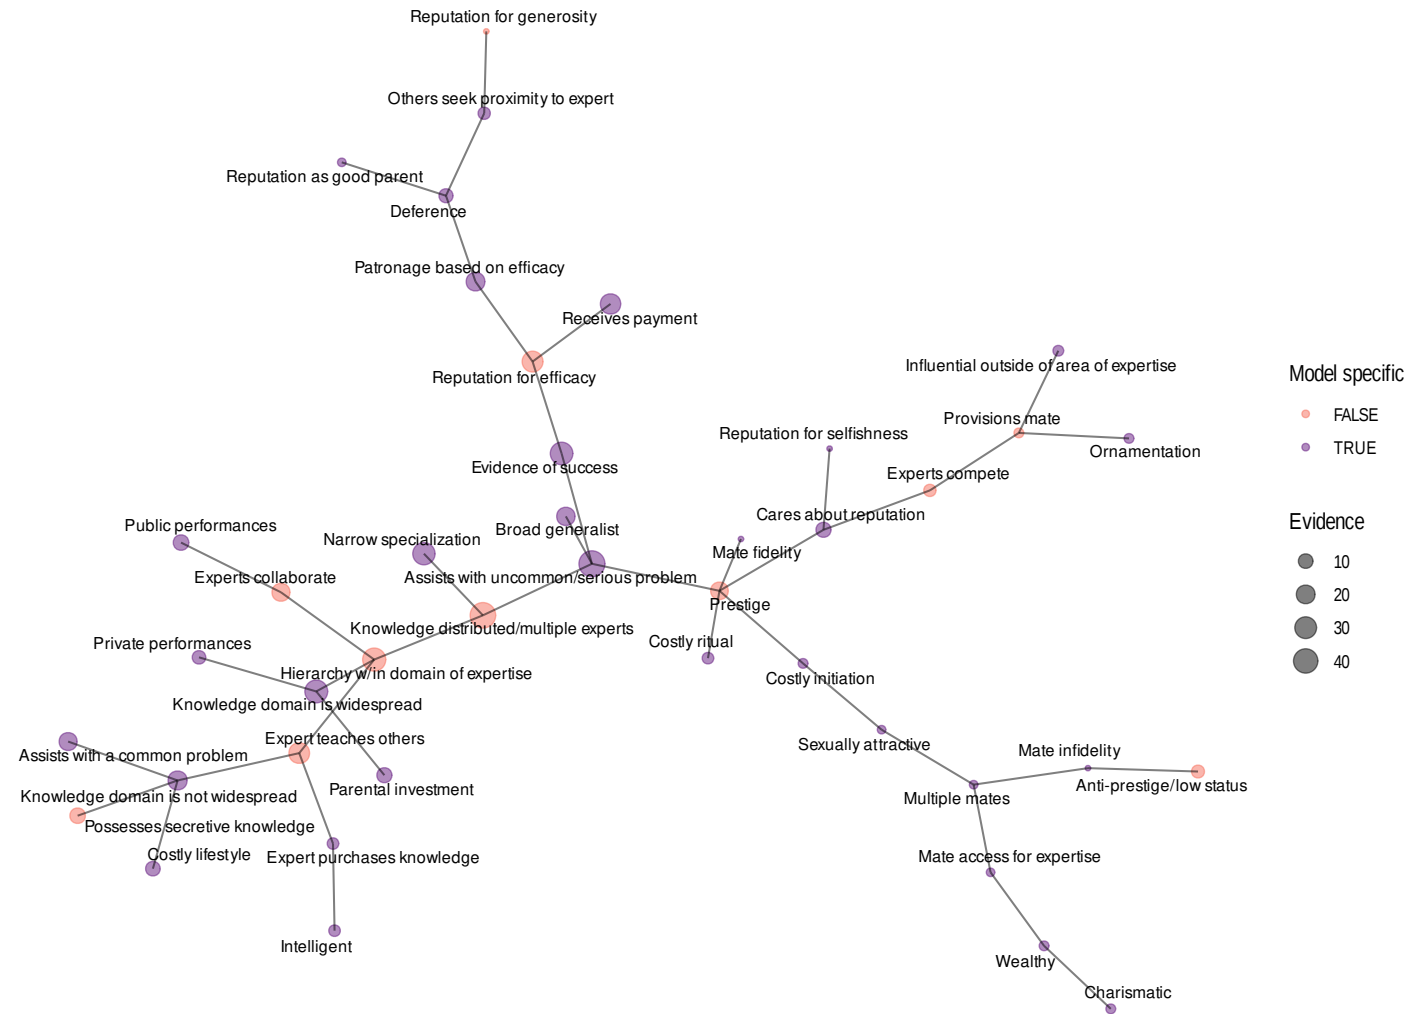 Reputation for generosity
Others seek proximity to expert
Reputation as good parent
Deference
Patronage based on efficacy
Receives payment
Reputation for efficacy
Influential outside of area of expertise
Provisions mate
Reputation for selfishness
Ornamentation
Evidence of success
Experts compete
Cares about reputation
Public performances
Broad generalist
Narrow specialization
Mate fidelity
Experts collaborate
Assists with uncommon/serious problem
Prestige
Knowledge distributed/multiple experts
Private performances
Costly ritual
Hierarchy w/in domain of expertise
Costly initiation
Knowledge domain is widespread
Expert teaches others
Sexually attractive
Assists with a common problem
Mate infidelity
Parental investment
Anti-prestige/low status
Knowledge domain is not widespread
Multiple mates
Possesses secretive knowledge
Costly lifestyle
Expert purchases knowledge
Mate access for expertise
Intelligent
Wealthy
Charismatic
Model specific
FALSE
TRUE
Evidence
10
20
30
40